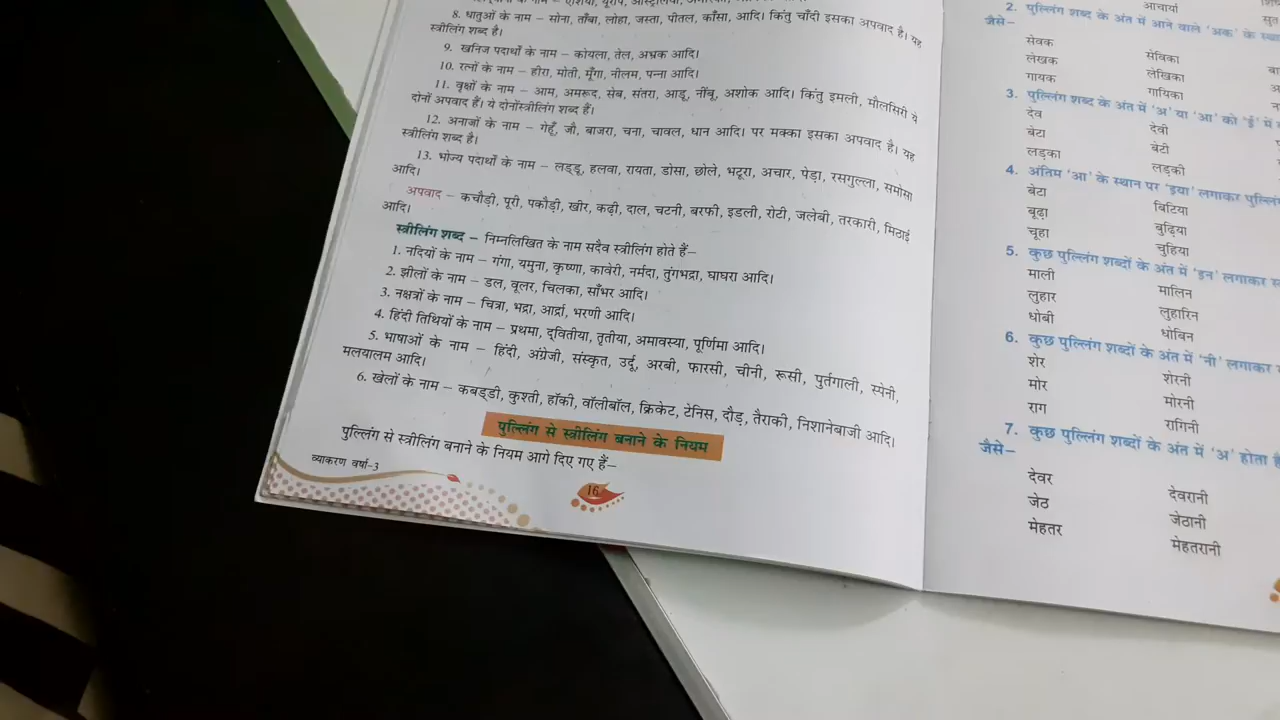 8. धातुओं के नाम – सोना, ताँबा, लोहा, जस्ता, पीतल, काँसा, आदि। किंतु चाँदी इसका अपवाद है। यह
स्त्रीलिंग शब्द है।
9. खनिज पदार्थों के नाम – कोयला, तेल, अभ्रक आदि।
10. रत्नों के नाम – हीरा, मोती, मूँगा, नीलम, पन्ना आदि।
11. वृक्षों के नाम – आम, अमरूद, सेब, संतरा, आडू, नींबू, अशोक आदि। किंतु इमली, मौलसिरी ये
दोनों अपवाद हैं। ये दोनोंस्त्रीलिंग शब्द हैं।
12. अनाजों के नाम – गेहूँ, जौ, बाजरा, चना, चावल, धान आदि। पर मक्का इसका अपवाद है। यह
स्त्रीलिंग शब्द है।
13. भोज्य पदार्थों के नाम – लड्डू, हलवा, रायता, डोसा, छोले, भटूरा, अचार, पेड़ा, रसगुल्ला, समोसा
आदि।
अपवाद – कचौड़ी, पूरी, पकौड़ी, खीर, कढ़ी, दाल, चटनी, बरफी, इडली, रोटी, जलेबी, तरकारी, मिठाई
आदि।
स्त्रीलिंग शब्द – निम्नलिखित के नाम सदैव स्त्रीलिंग होते हैं–
1. नदियों के नाम – गंगा, यमुना, कृष्णा, कावेरी, नर्मदा, तुंगभद्रा, घाघरा आदि।
2. झीलों के नाम – डल, वूलर, चिलका, साँभर आदि।
3. नक्षत्रों के नाम – चित्रा, भद्रा, आर्द्रा, भरणी आदि।
4. हिंदी तिथियों के नाम – प्रथमा, द्वितीया, तृतीया, अमावस्या, पूर्णिमा आदि।
5. भाषाओं के नाम – हिंदी, अंग्रेजी, संस्कृत, उर्दू, अरबी, फारसी, चीनी, रूसी, पुर्तगाली, स्पेनी,
मलयालम आदि।
6. खेलों के नाम – कबड्डी, कुश्ती, हॉकी, वॉलीबॉल, क्रिकेट, टेनिस, दौड़, तैराकी, निशानेबाजी आदि।
पुल्लिंग से स्त्रीलिंग बनाने के नियम
पुल्लिंग से स्त्रीलिंग बनाने के नियम आगे दिए गए हैं–
व्याकरण वर्षा-3
16
आचार्या
2. पुल्लिंग शब्द के अंत में आने वाले 'अक' के
जैसे–
सेवक सेविका
लेखक लेखिका
गायक गायिका
3. पुल्लिंग शब्द के अंत में 'अ' या 'आ' को 'ई' में
देव देवी
बेटा बेटी
लड़का लड़की
4. अंतिम 'आ' के स्थान पर 'इया' लगाकर
बेटा बिटिया
बूढ़ा बुढ़िया
चूहा चुहिया
5. कुछ पुल्लिंग शब्दों के अंत में 'इन' लगाकर
माली मालिन
लुहार लुहारिन
धोबी धोबिन
6. कुछ पुल्लिंग शब्दों के अंत में 'नी' लगाकर
शेर शेरनी
मोर मोरनी
राग रागिनी
7. कुछ पुल्लिंग शब्दों के अंत में 'अ' होता
जैसे–
देवर देवरानी
जेठ जेठानी
मेहतर मेहतरानी